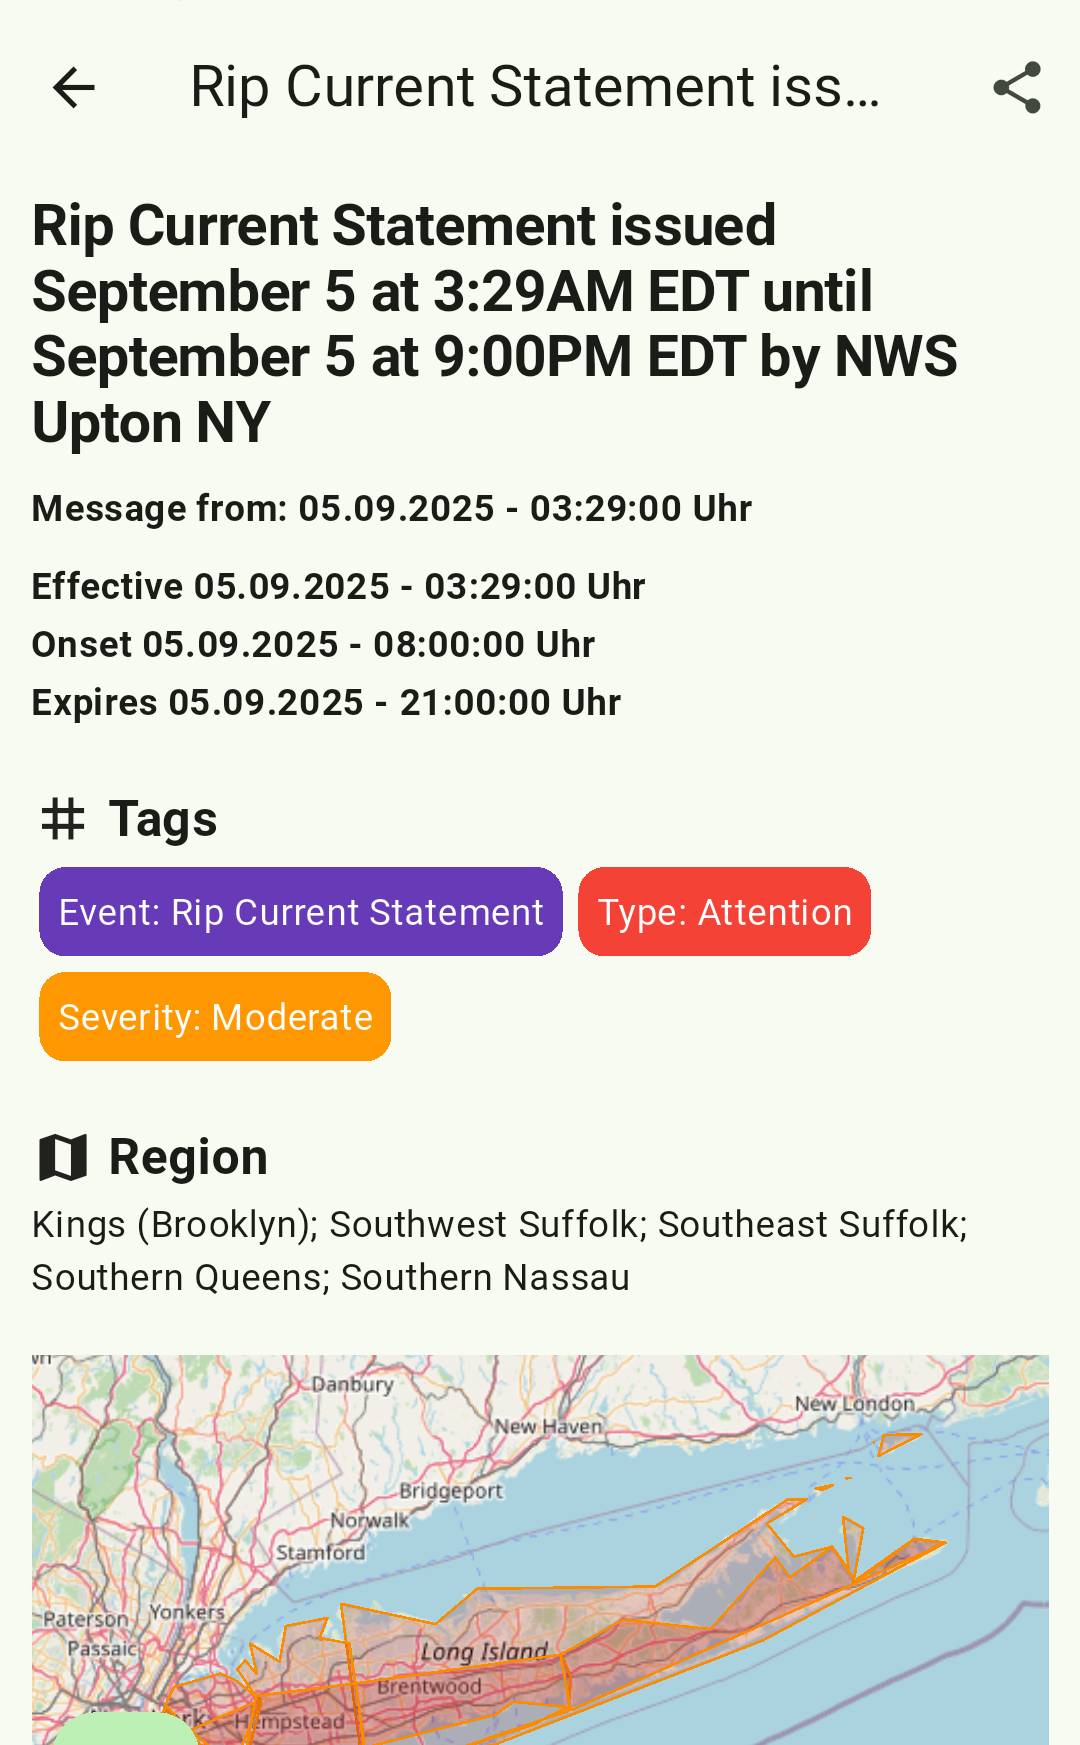 Rip Current Statement iss...
Rip Current Statement issued
September 5 at 3:29AM EDT until
September 5 at 9:00PM EDT by NWS
Upton NY
Message from: 05.09.2025 - 03:29:00 Uhr
Effective 05.09.2025 - 03:29:00 Uhr
Onset 05.09.2025 - 08:00:00 Uhr
Expires 05.09.2025 - 21:00:00 Uhr
Tags
Event: Rip Current Statement
Type: Attention
Severity: Moderate
Region
Kings (Brooklyn); Southwest Suffolk; Southeast Suffolk;
Southern Queens; Southern Nassau
Danbury
New London
New Haven
Bridgeport
Norwalk
Stamford
Paterson
Yonkers
Passaic
Long Island
Brentwood
Hempstead